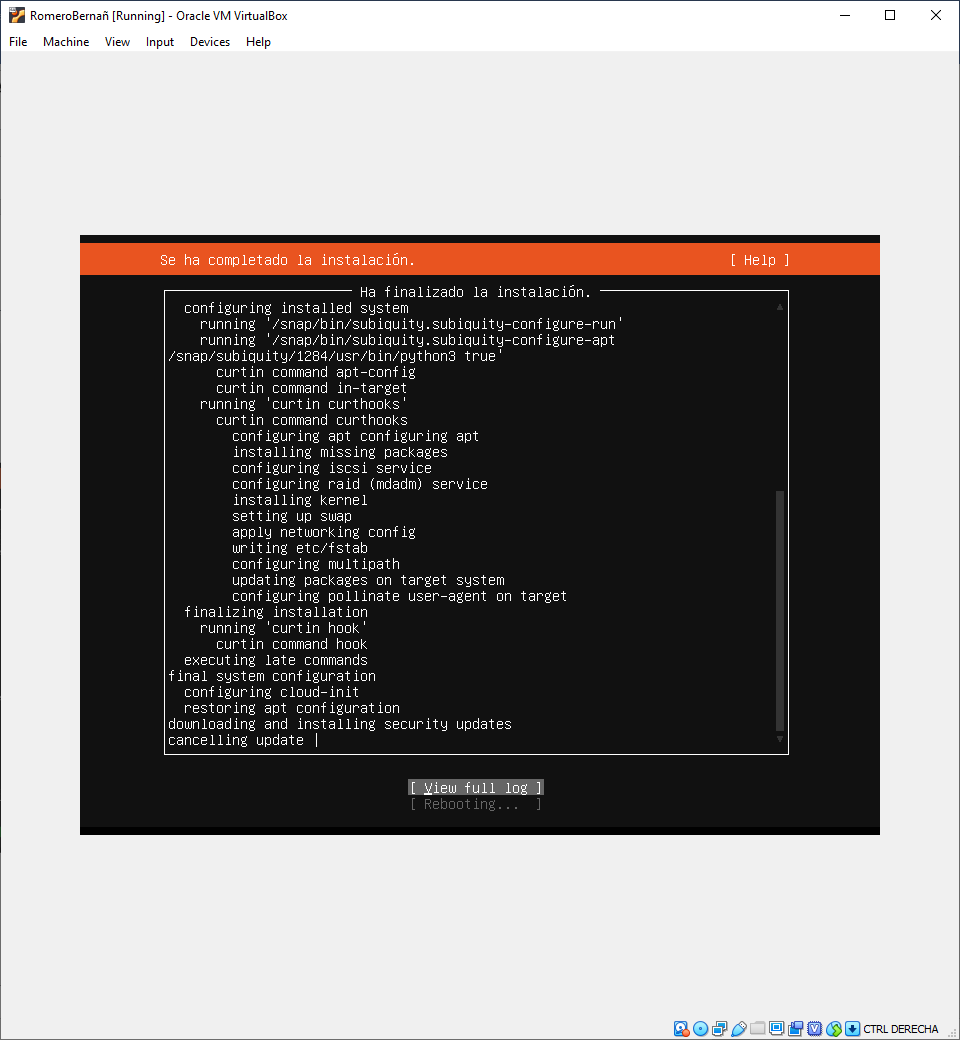 RomeroBernañ [Running] - Oracle VM VirtualBox
File Machine View Input Devices Help
Se ha completado la instalación. [ Help ]
Ha finalizado la instalación.
configuring installed system
running '/snap/bin/subiquity.subiquity-configure-run'
running '/snap/bin/subiquity.subiquity-configure-apt
/snap/subiquity/1284/usr/bin/python3 true'
curtin command apt-config
curtin command in-target
running 'curtin curthooks'
curtin command curthooks
configuring apt configuring apt
installing missing packages
configuring iscsi service
configuring raid (mdadm) service
installing kernel
setting up swap
apply networking config
writing etc/fstab
configuring multipath
updating packages on target system
configuring pollinate user-agent on target
finalizing installation
running 'curtin hook'
curtin command hook
executing late commands
final system configuration
configuring cloud-init
restoring apt configuration
downloading and installing security updates
cancelling update |
[ View full log ]
[ Rebooting... ]
CTRL DERECHA